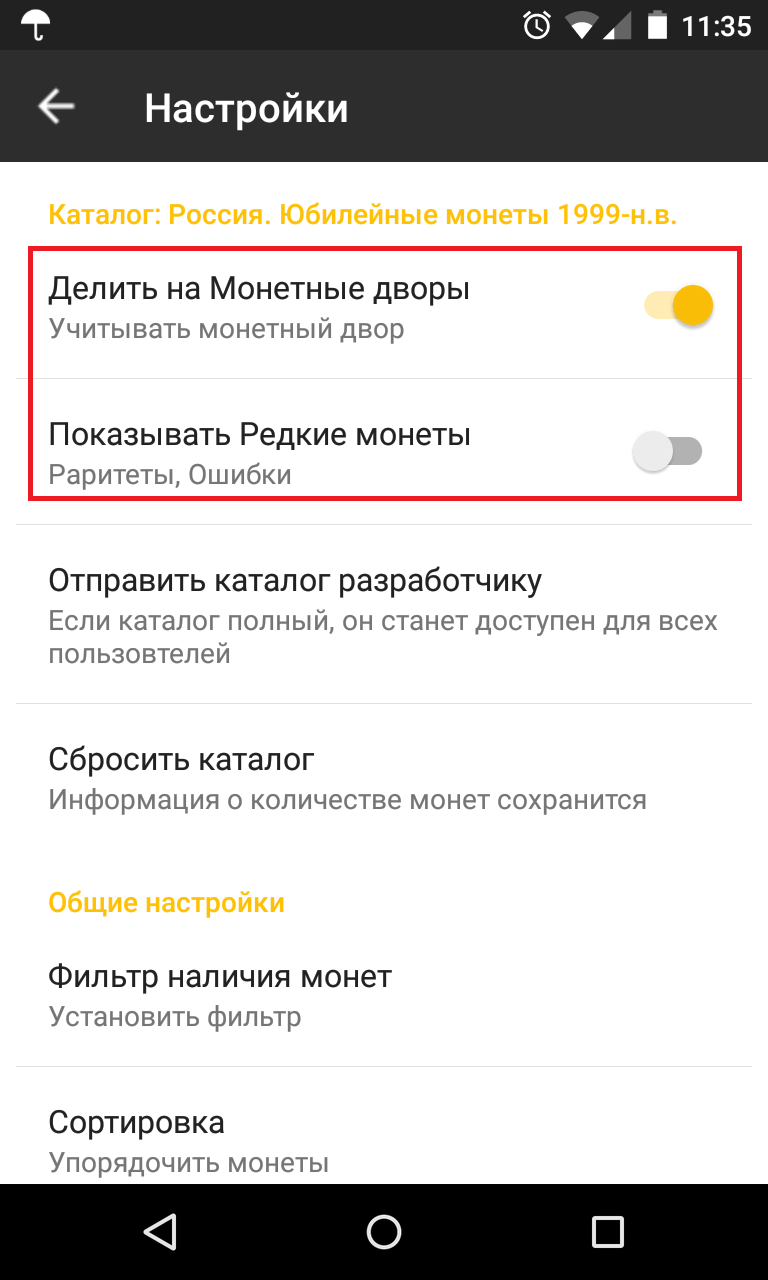 11:35
Настройки
Каталог: Россия. Юбилейные монеты 1999-н.в.
Делить на Монетные дворы
Учитывать монетный двор
Показывать Редкие монеты
Раритеты, Ошибки
Отправить каталог разработчику
Если каталог полный, он станет доступен для всех
пользовтелей
Сбросить каталог
Информация о количестве монет сохранится
Общие настройки
Фильтр наличия монет
Установить фильтр
Сортировка
Упорядочить монеты